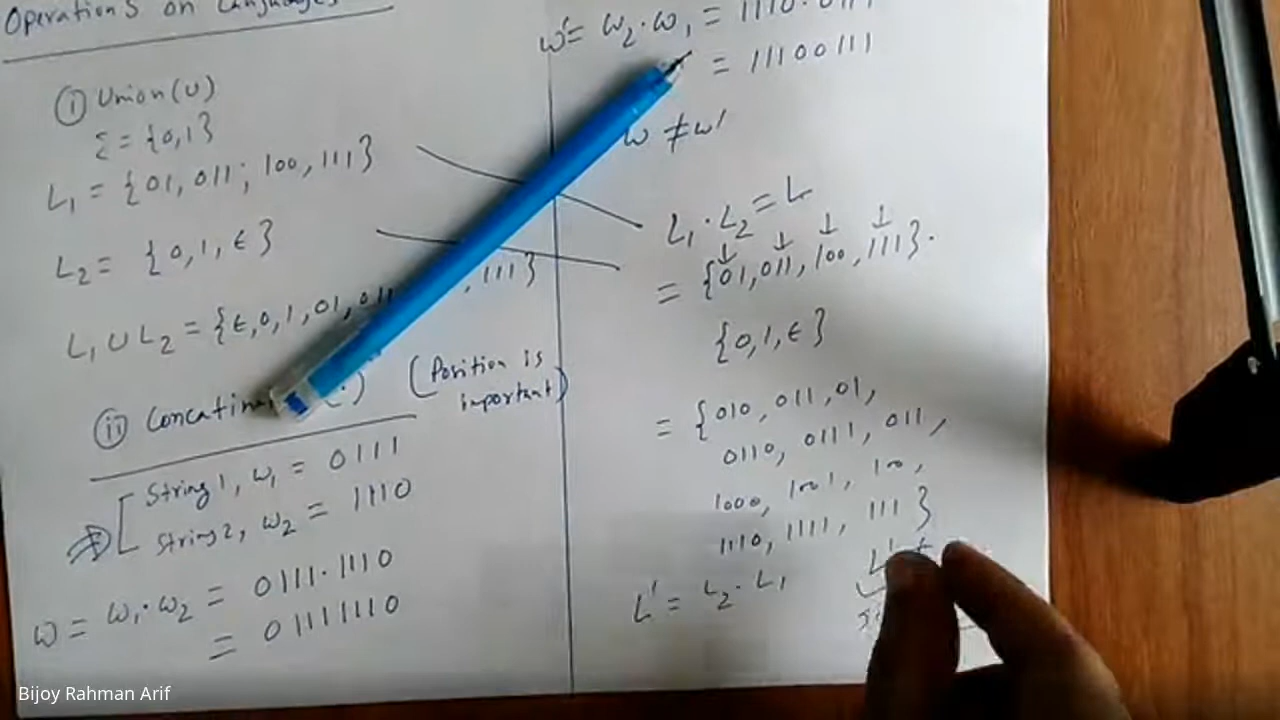 Operations on Languages
(i) Union (∪)
Σ = {0,1}
L₁ = {01, 011, 100, 111}
L₂ = {0, 1, ϵ}
L₁ ∪ L₂ = {ϵ, 0, 1, 01, 011 , 111}
(ii) (.) (Position is
important)
String 1, w₁ = 0111
String 2, w₂ = 1110
w = w₁.w₂ = 0111.1110
= 01111110
w' = w₂.w₁ = 1110.0111
= 11100111
w ≠ w'
L₁.L₂ = L
= {01, 011, 100, 111}.
{0, 1, ϵ}
= {010, 011, 01,
0110, 0111, 011,
1000, 1001, 100,
1110, 1111, 111}
L' = L₂.L₁
Bijoy Rahman Arif